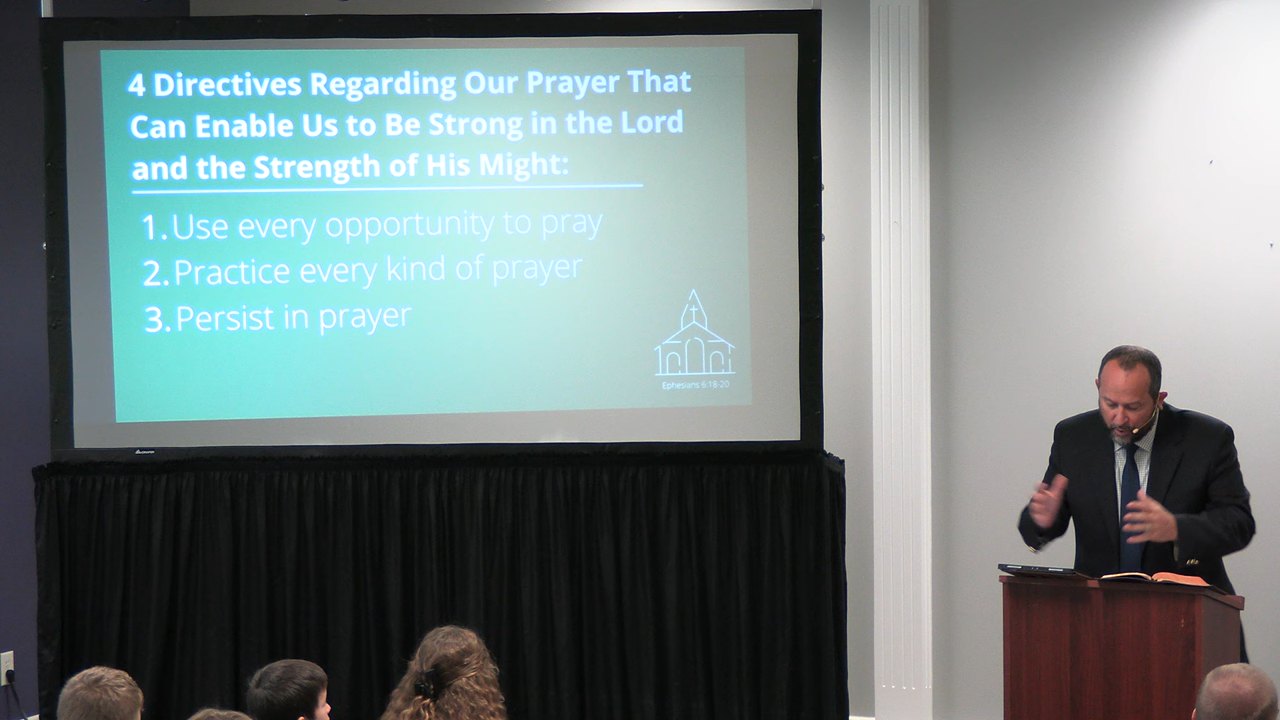 4 Directives Regarding Our Prayer That
Can Enable Us to Be Strong in the Lord
and the Strength of His Might:
1. Use every opportunity to pray
2. Practice every kind of prayer
3. Persist in prayer
Ephesians 6:18-20